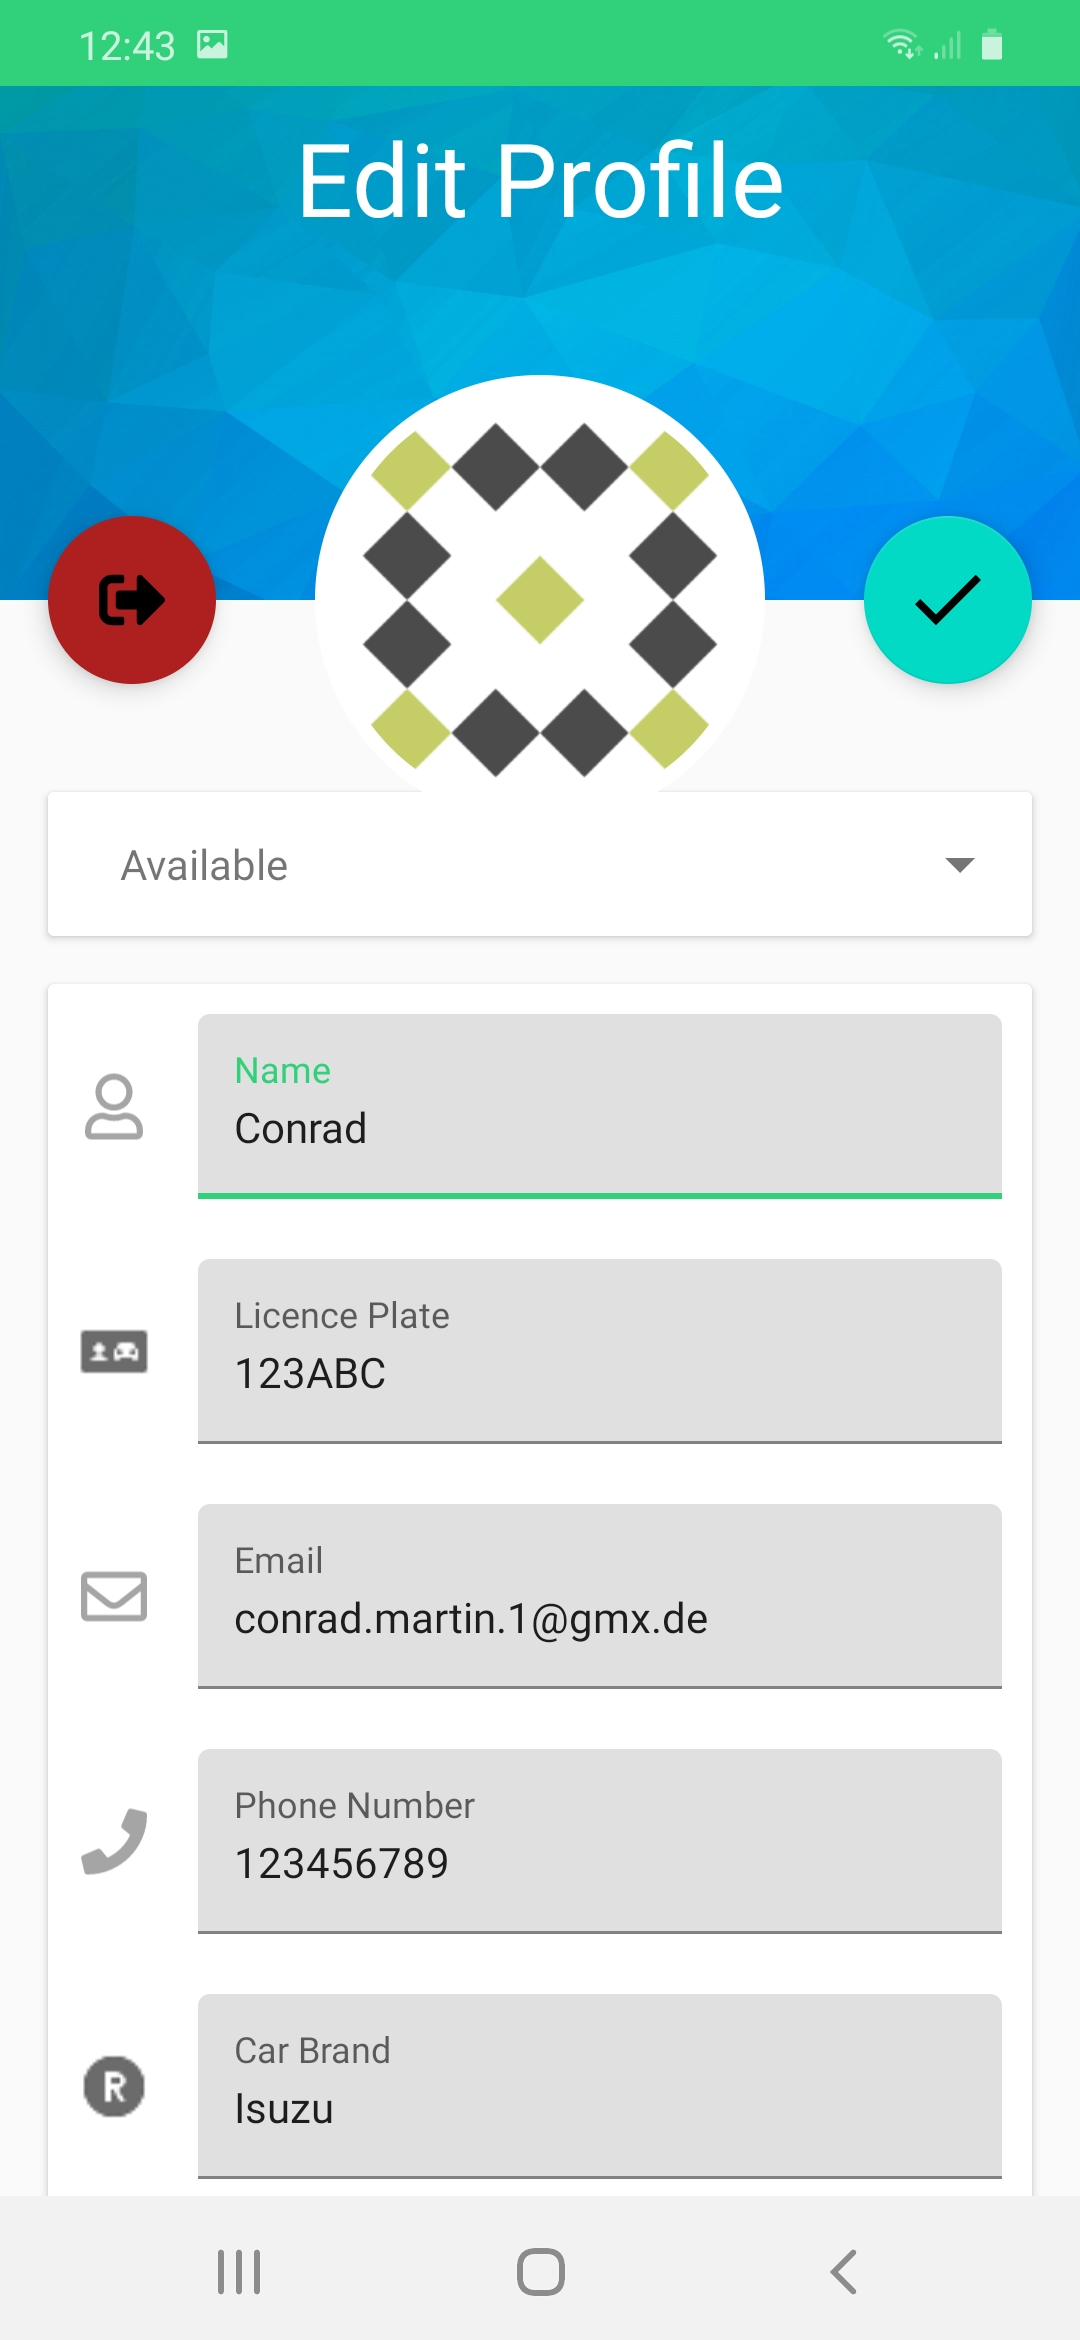 12:43
Edit Profile
Available
Name
Conrad
Licence Plate
123ABC
Email
conrad.martin.1@gmx.de
Phone Number
123456789
R
Car Brand
Isuzu